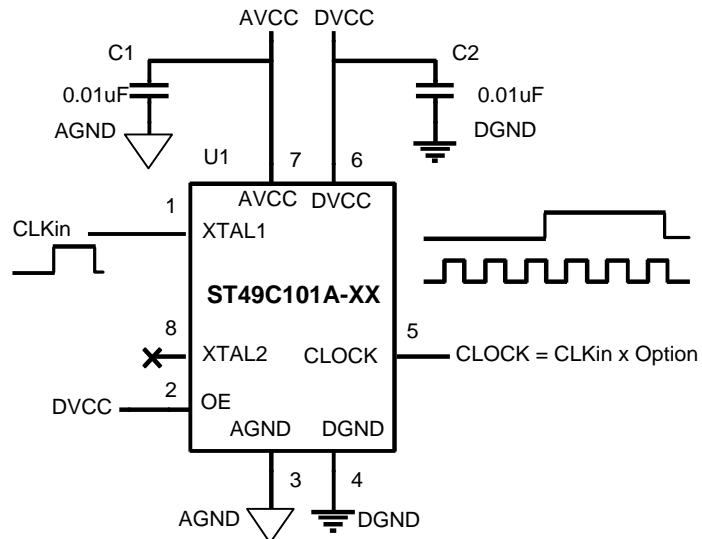 AVCC DVCC
C1
C2
0.01uF
0.01uF
AGND
DGND
U1
7
6
1
AVCC
DVCC
CLKin
XTAL1
ST49C101A-XX
8
5
XTAL2
CLOCK
CLOCK = CLKin x Option
2
DVCC
OE
AGND
DGND
3
4
AGND
DGND